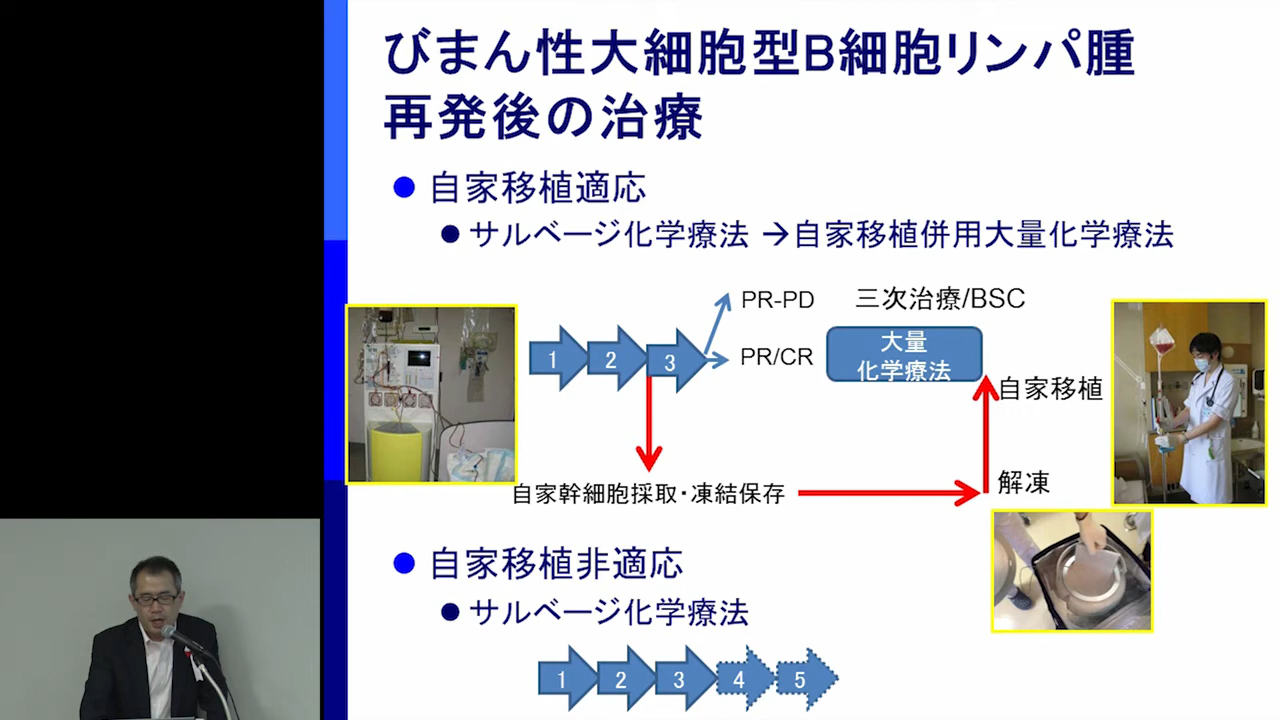 びまん性大細胞型B細胞リンパ腫
再発後の治療
自家移植適応
サルベージ化学療法 →自家移植併用大量化学療法
PR-PD 三次治療/BSC
1 2 3 PR/CR 大量
化学療法
自家移植
自家幹細胞採取・凍結保存 解凍
自家移植非適応
サルベージ化学療法
1 2 3 4 5